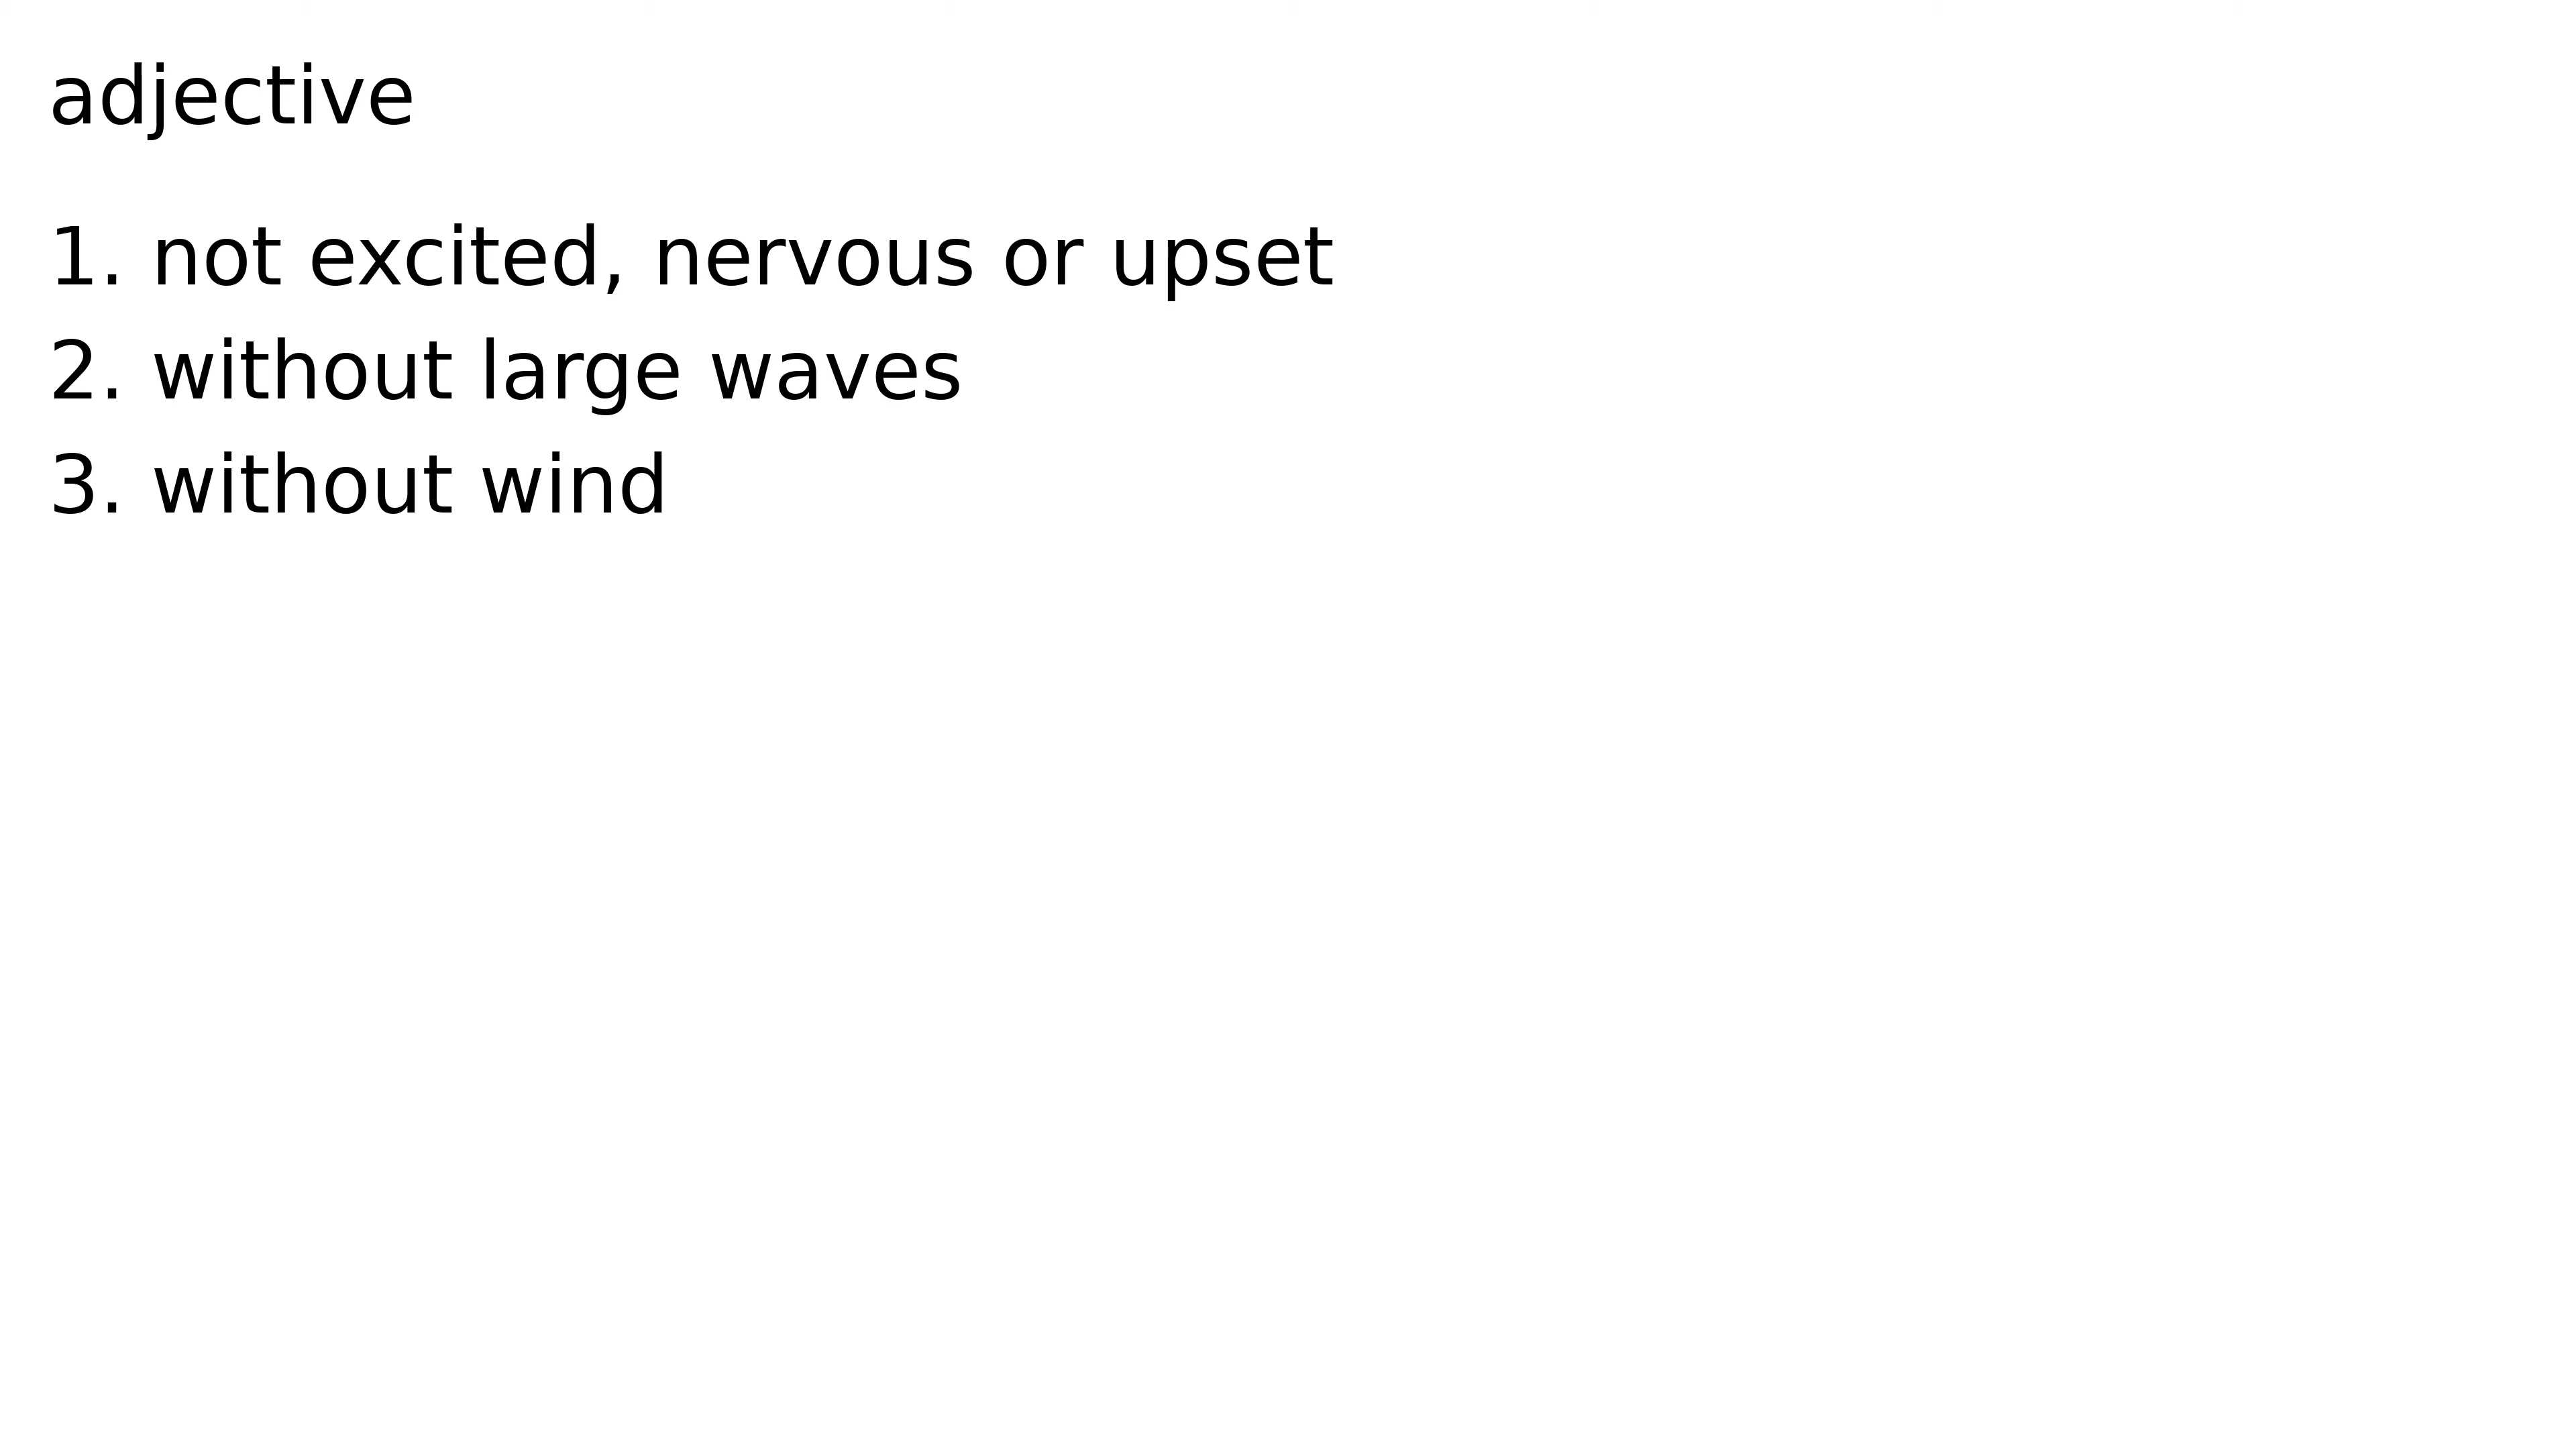 adjective
1. not excited, nervous or upset
2. without large waves
3. without wind